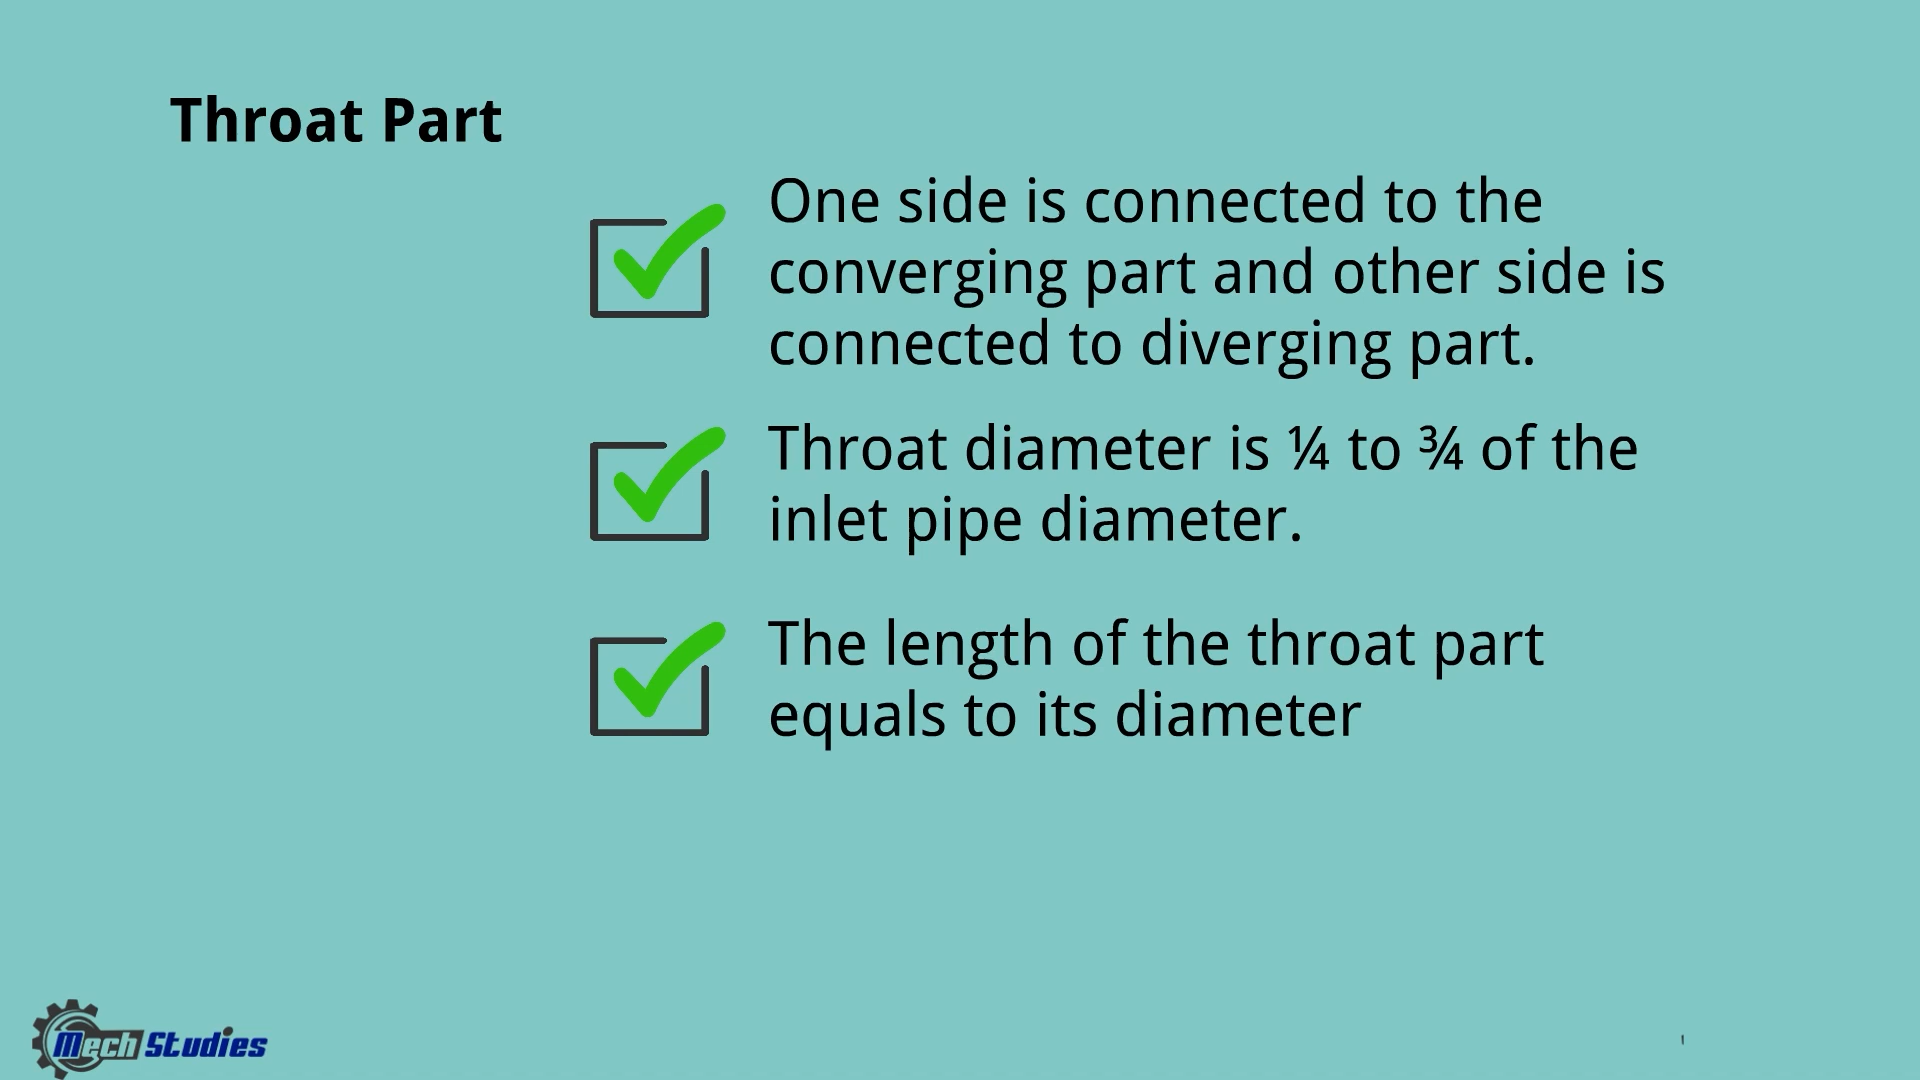 Throat Part
One side is connected to the
converging part and other side is
connected to diverging part.
Throat diameter is ¼ to ¾ of the
inlet pipe diameter.
The length of the throat part
equals to its diameter
Mech Studies